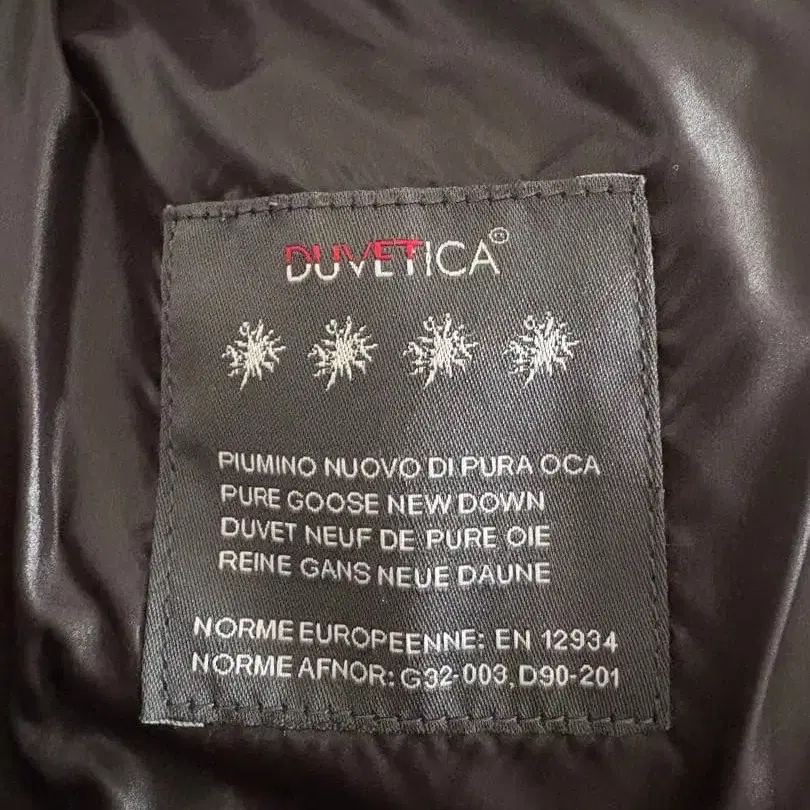 DUVETICA®
PIUMINO NUOVO DI PURA OCA
PURE GOOSE NEW DOWN
DUVET NEUF DE PURE OIE
REINE GANS NEUE DAUNE
NORME EUROPEENNE: EN 12934
NORME AFNOR: G32-003, D90-201